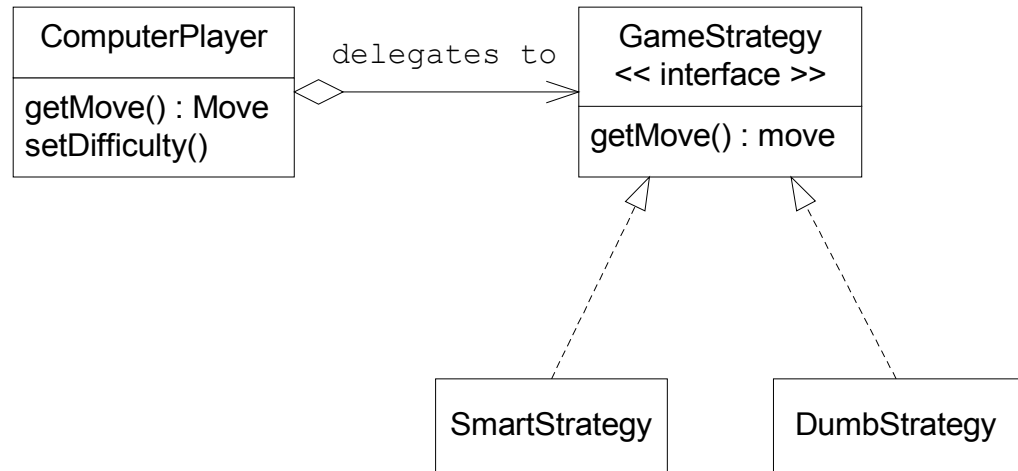 ComputerPlayer
getMove() : Move
setDifficulty()
delegates to
GameStrategy
<< interface >>
getMove() : move
SmartStrategy
DumbStrategy